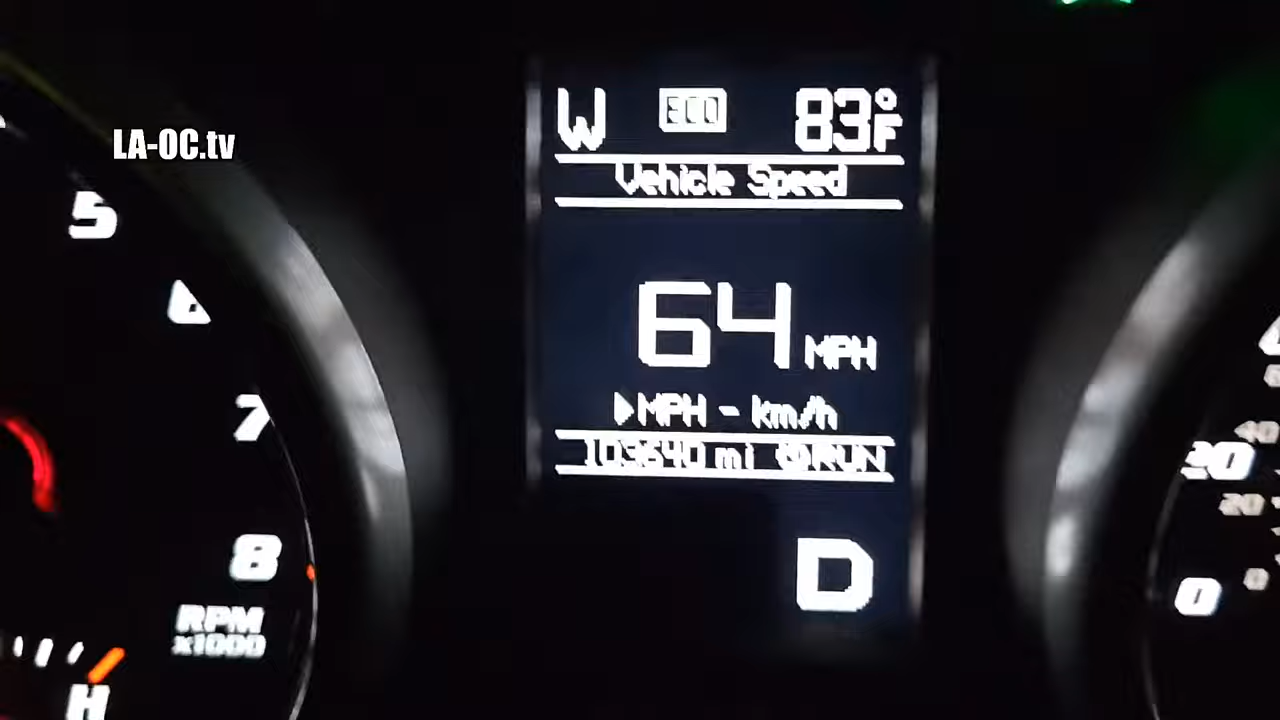 W ECO 83°F
LA-OC.tv
Vehicle Speed
5
6
7
8
RPM
x1000
H
64 MPH
▶MPH - km/h
103640 mi RUN
D
40
20
20
0
0